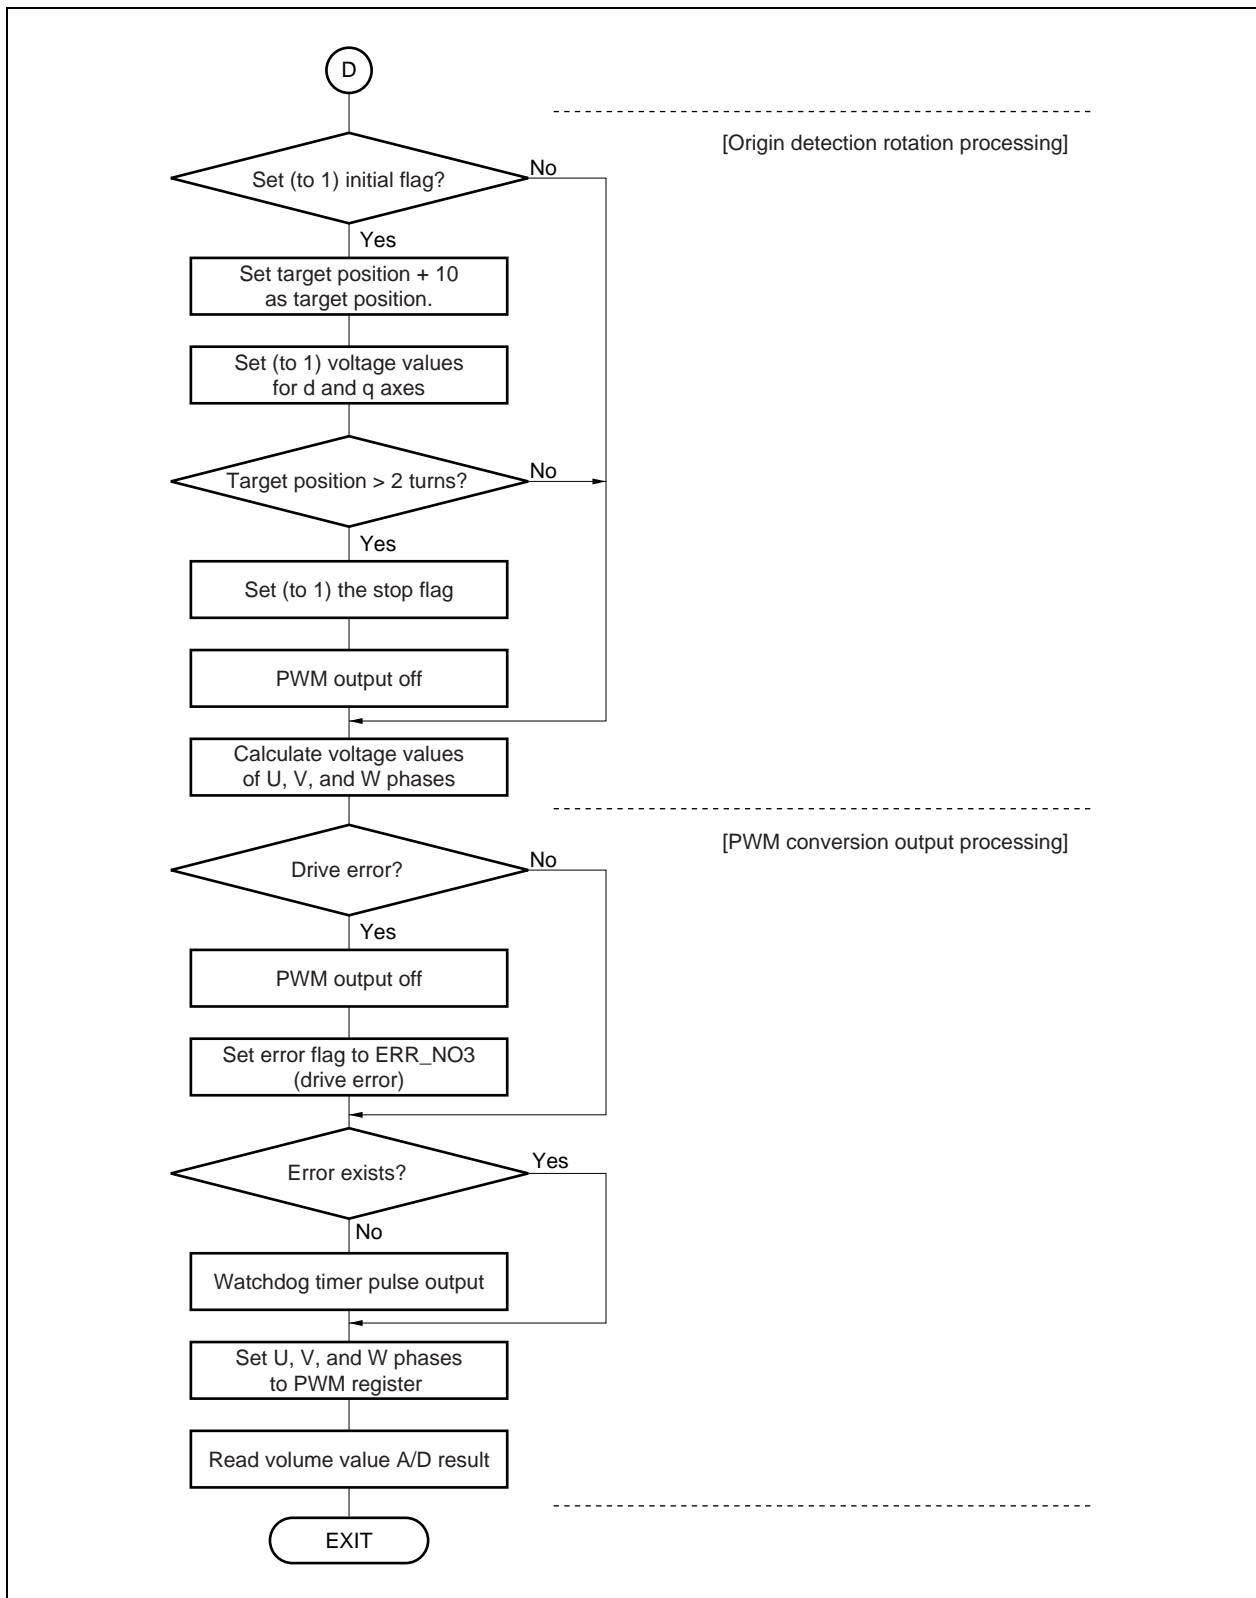 D
[Origin detection rotation processing]
Set (to 1) initial flag?
No
Yes
Set target position + 10
as target position.
Set (to 1) voltage values
for d and q axes
Target position > 2 turns?
No
Yes
Set (to 1) the stop flag
PWM output off
Calculate voltage values
of U, V, and W phases
[PWM conversion output processing]
Drive error?
No
Yes
PWM output off
Set error flag to ERR_NO3
(drive error)
Error exists?
Yes
No
Watchdog timer pulse output
Set U, V, and W phases
to PWM register
Read volume value A/D result
EXIT